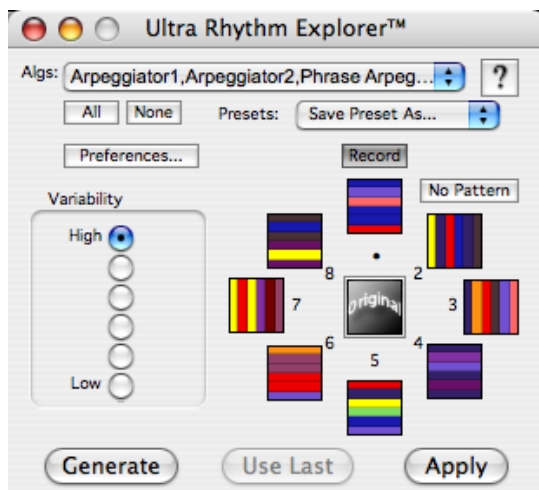 Ultra Rhythm Explorer™
Algs: Arpeggiator1,Arpeggiator2,Phrase Arpeg... ?
All None Presets: Save Preset As...
Preferences... Record
Variability No Pattern
High
8 • 2
7 Original 3
6 4
5
Low
Generate Use Last Apply